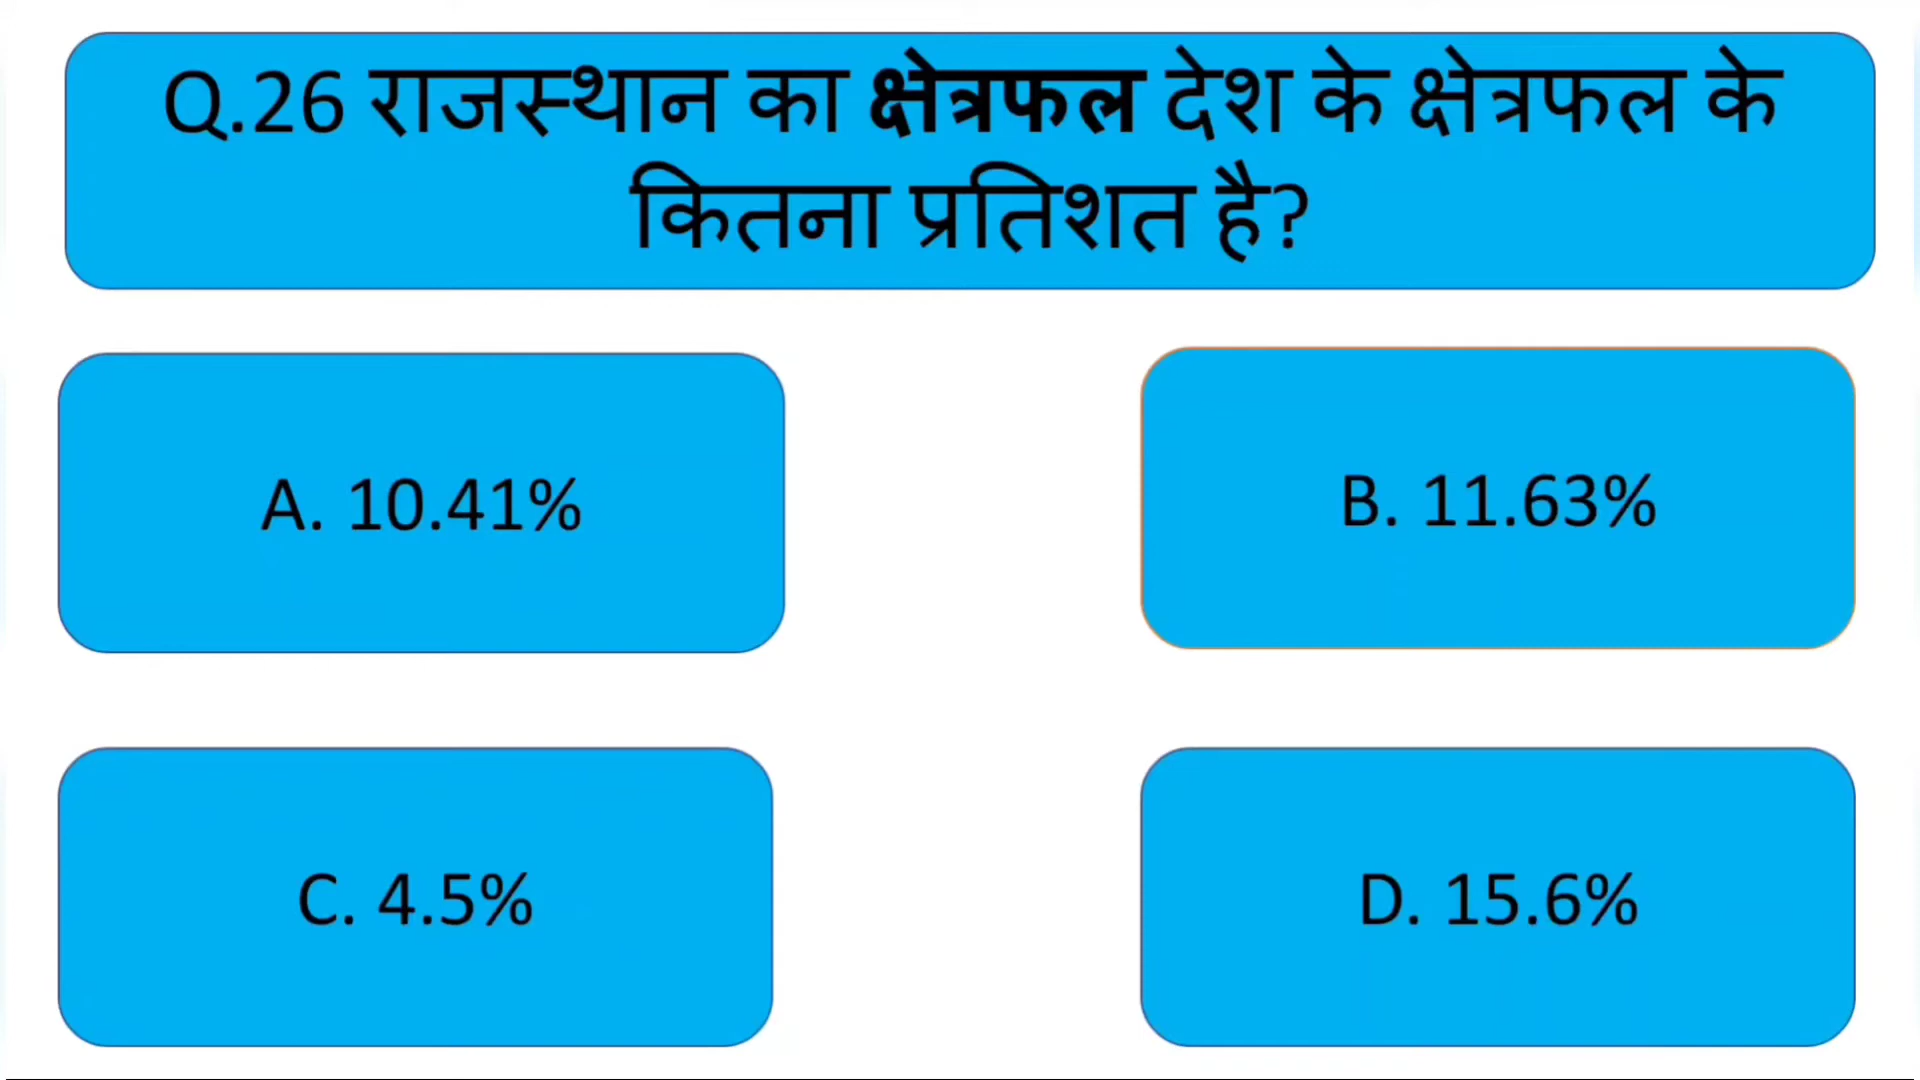 Q.26 राजस्थान का क्षेत्रफल देश के क्षेत्रफल के
कितना प्रतिशत है?
A. 10.41%
B. 11.63%
C. 4.5%
D. 15.6%